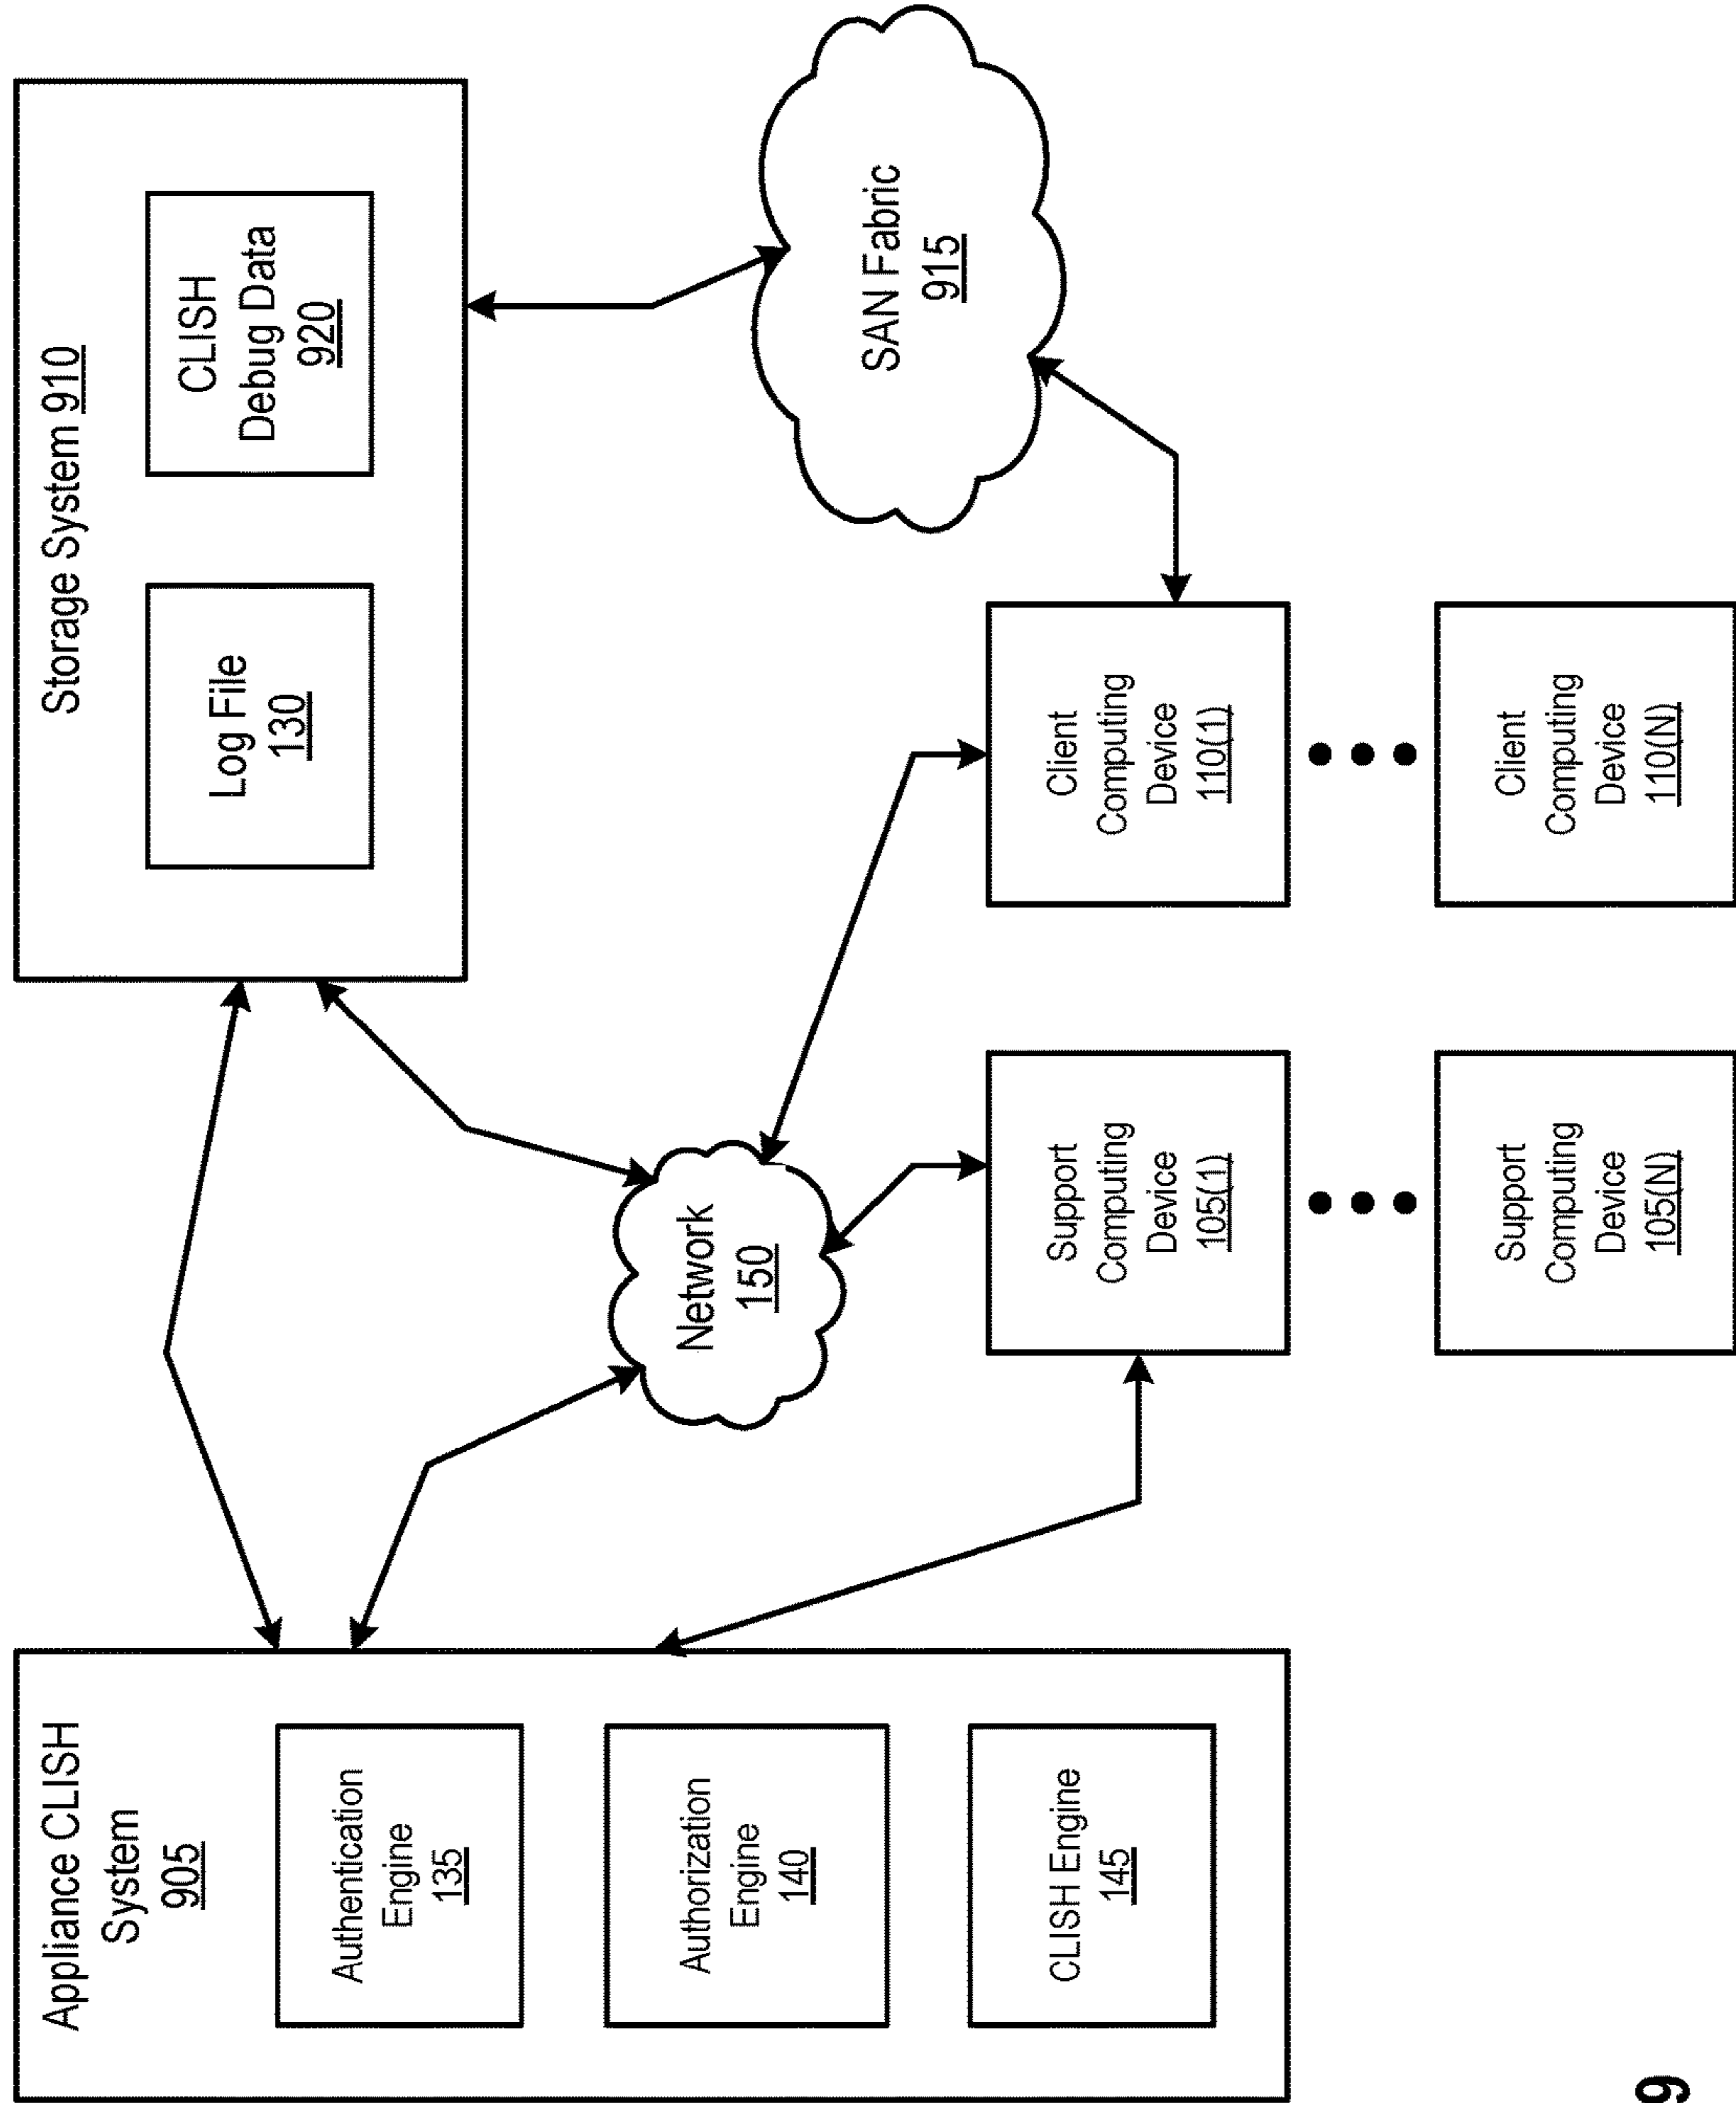 Appliance CLISH
System
905
Authentication
Engine
135
Authorization
Engine
140
CLISH Engine
145
Storage System 910
Log File
130
CLISH
Debug Data
920
Network
150
SAN Fabric
915
Support
Computing
Device
105(1)
Support
Computing
Device
105(N)
Client
Computing
Device
110(1)
Client
Computing
Device
110(N)
9